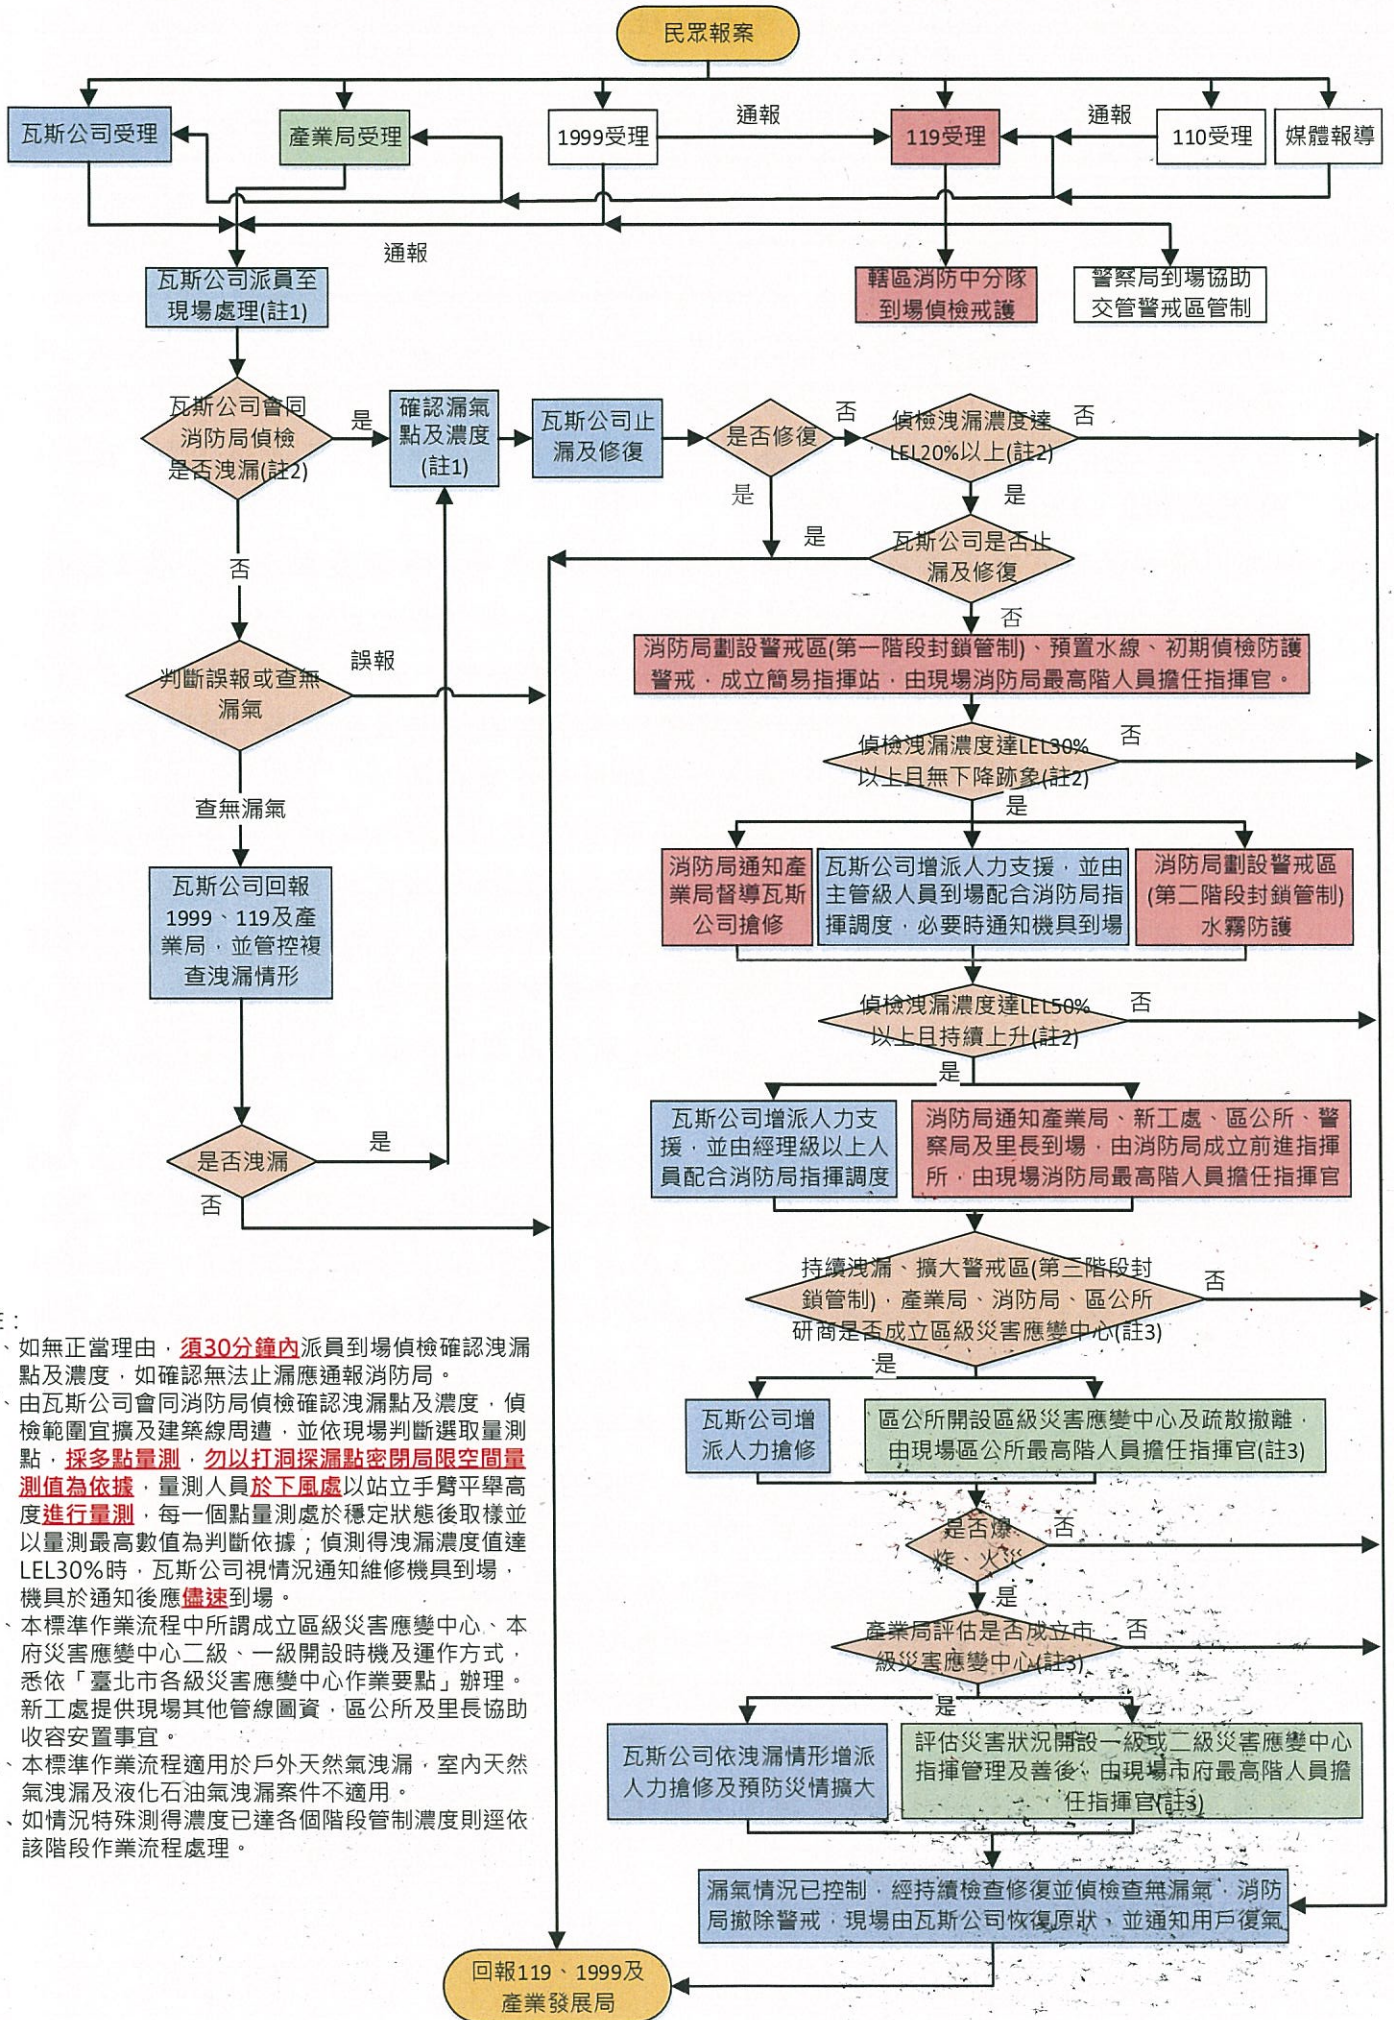 民眾報案
瓦斯公司受理
產業局受理
1999受理
通報
119受理
通報
110受理
媒體報導
通報
瓦斯公司派員至
現場處理(註1)
轄區消防中分隊
到場偵檢戒護
警察局到場協助
交管警戒區管制
瓦斯公司會同
消防局偵檢
是否洩漏(註2)
是
確認漏氣
點及濃度
(註1)
瓦斯公司止
漏及修復
是否修復
否
偵檢洩漏濃度達
LEL20%以上(註2)
否
是
是
是
瓦斯公司是否止
漏及修復
否
否
消防局劃設警戒區(第一階段封鎖管制)、預置水線、初期偵檢防護
警戒，成立簡易指揮站，由現場消防局最高階人員擔任指揮官。
判斷誤報或查無
漏氣
誤報
偵檢洩漏濃度達LEL30%
以上且無下降跡象(註2)
否
是
查無漏氣
瓦斯公司回報
1999、119及產
業局，並管控複
查洩漏情形
消防局通知產
業局督導瓦斯
公司搶修
瓦斯公司增派人力支援，並由
主管級人員到場配合消防局指
揮調度，必要時通知機具到場
消防局劃設警戒區
(第二階段封鎖管制)
水霧防護
偵檢洩漏濃度達LEL50%
以上且持續上升(註2)
否
是
是否洩漏
是
否
瓦斯公司增派人力支
援，並由經理級以上人
員配合消防局指揮調度
消防局通知產業局、新工處、區公所、警
察局及里長到場，由消防局成立前進指揮
所，由現場消防局最高階人員擔任指揮官
持續洩漏、擴大警戒區(第三階段封
鎖管制)，產業局、消防局、區公所
研商是否成立區級災害應變中心(註3)
否
是
瓦斯公司增
派人力搶修
區公所開設區級災害應變中心及疏散撤離，
由現場區公所最高階人員擔任指揮官(註3)
是否爆
炸、火災
否
是
產業局評估是否成立市
級災害應變中心(註3)
否
是
瓦斯公司依洩漏情形增派
人力搶修及預防災情擴大
評估災害狀況開設一級或二級災害應變中心
指揮管理及善後，由現場市府最高階人員擔
任指揮官(註3)
漏氣情況已控制，經持續檢查修復並偵檢查無漏氣，消防
局撤除警戒，現場由瓦斯公司恢復原狀、並通知用戶復氣
回報119、1999及
產業發展局
：
、如無正當理由，須30分鐘內派員到場偵檢確認洩漏
點及濃度，如確認無法止漏應通報消防局。
、由瓦斯公司會同消防局偵檢確認洩漏點及濃度，偵
檢範圍宜擴及建築線周遭，並依現場判斷選取量測
點，採多點量測，勿以打洞探漏點密閉局限空間量
測值為依據，量測人員於下風處以站立手臂平舉高
度進行量測，每一個點量測處於穩定狀態後取樣並
以量測最高數值為判斷依據；偵測得洩漏濃度值達
LEL30%時，瓦斯公司視情況通知維修機具到場，
機具於通知後應儘速到場。
、本標準作業流程中所謂成立區級災害應變中心、本
府災害應變中心二級、一級開設時機及運作方式，
悉依「臺北市各級災害應變中心作業要點」辦理。
新工處提供現場其他管線圖資，區公所及里長協助
收容安置事宜。
、本標準作業流程適用於戶外天然氣洩漏，室內天然
氣洩漏及液化石油氣洩漏案件不適用。
、如情況特殊測得濃度已達各個階段管制濃度則逕依
該階段作業流程處理。